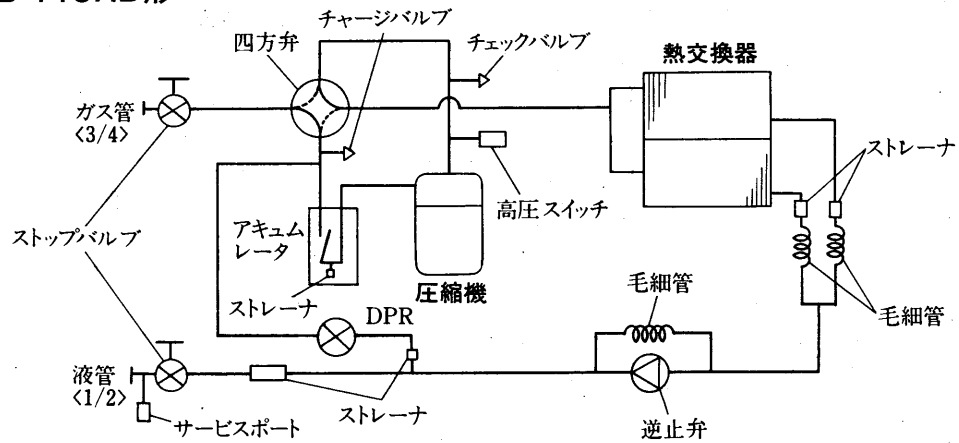 チャージバルブ
四方弁
チェックバルブ
熱交換器
ガス管
<3/4>
ストレーナ
高圧スイッチ
ストップバルブ
アキュム
レータ
圧縮機
ストレーナ
毛細管
DPR
毛細管
液管
<1/2>
ストレーナ
サービスポート
逆止弁